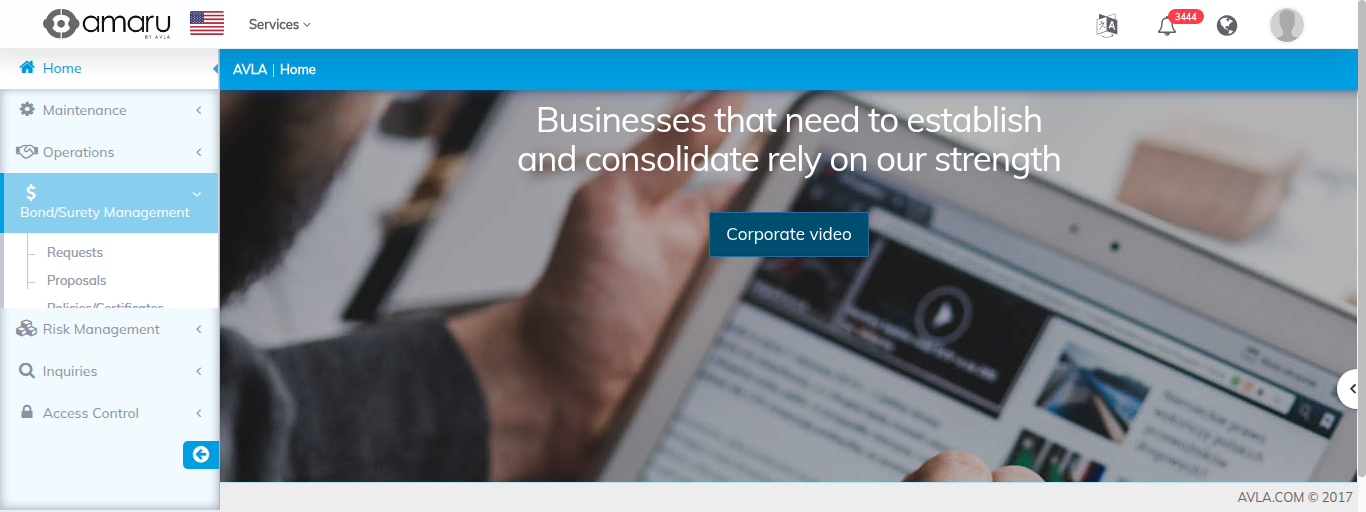 amaru
BY AVLA
Services
3444
Home
AVLA | Home
Maintenance
Operations
Bond/Surety Management
Requests
Proposals
Policies/Certificates
Risk Management
Inquiries
Access Control
Businesses that need to establish
and consolidate rely on our strength
Corporate video
AVLA.COM © 2017